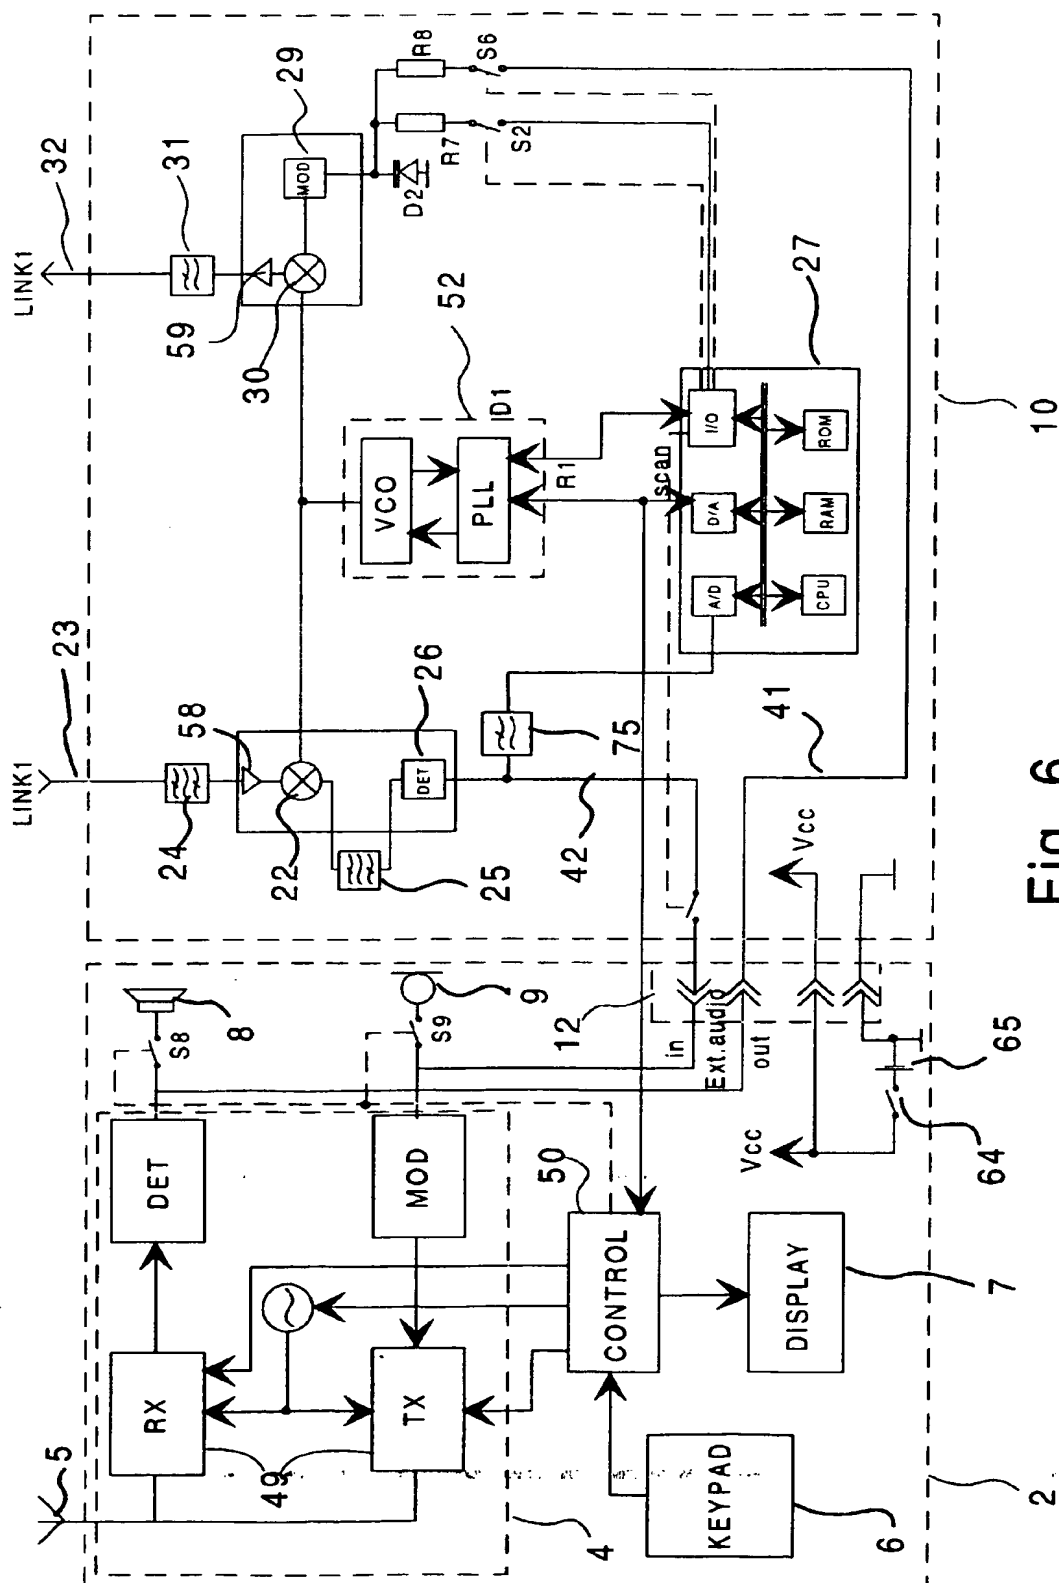 5
RX
DET
S8
8
49
TX
MOD
S9
9
4
KEYPAD
6
CONTROL
50
DISPLAY
7
2
12
in
Ext.audio
out
Vcc
64
65
Vcc
LINK1
23
24
58
22
25
DET
26
42
75
41
VCO
PLL
52
ID1
R1
scan
A/D
D/A
I/O
CPU
RAM
ROM
27
LINK1
32
31
59
30
MOD
29
D2
R7
S2
R8
S6
10
Fig. 6